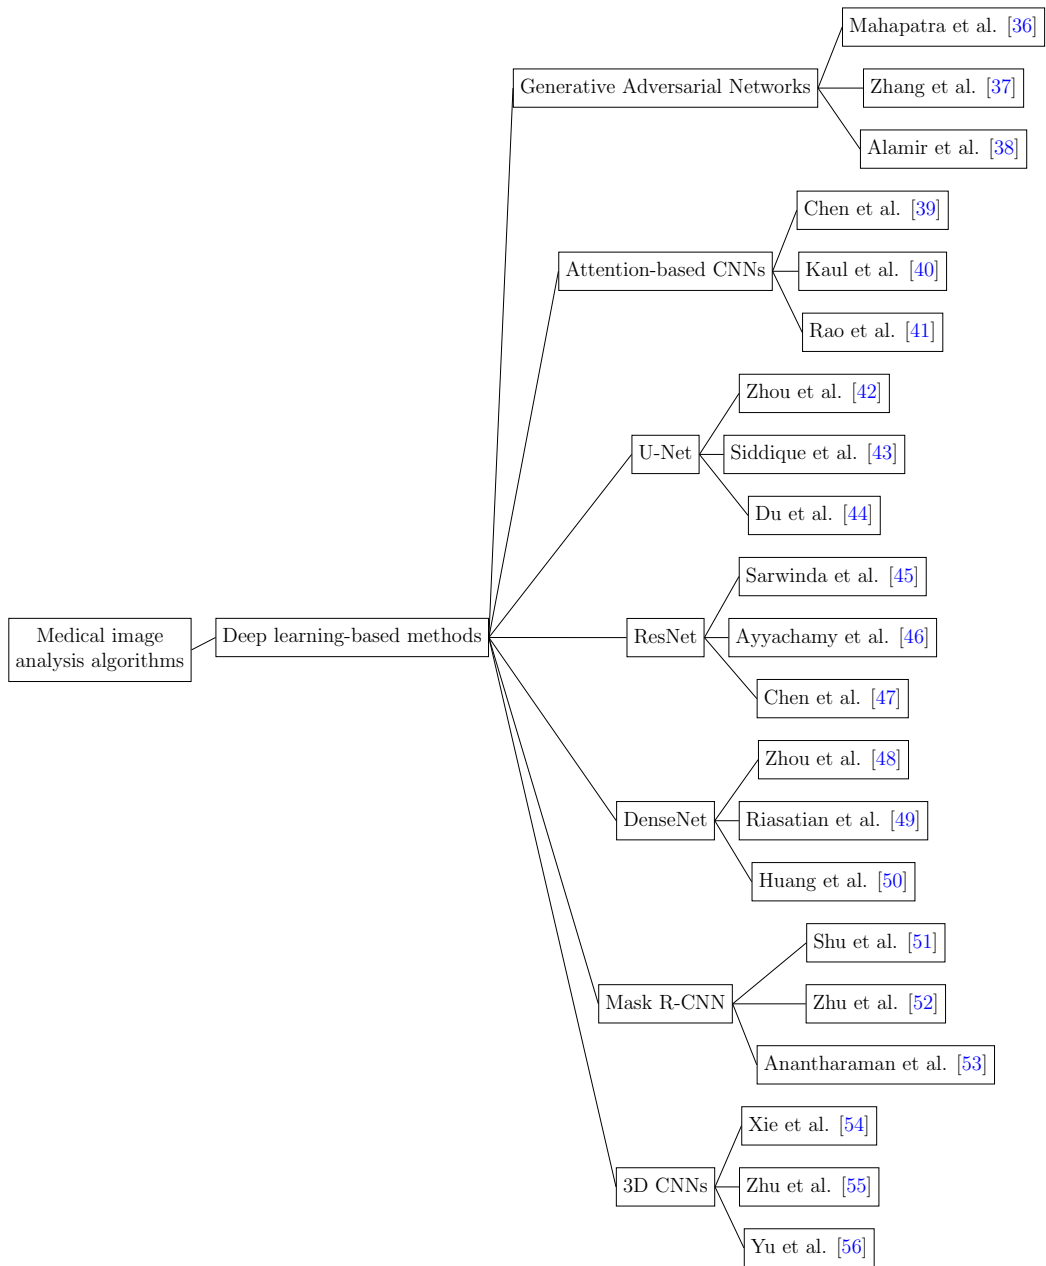 Medical image
analysis algorithms
Deep learning-based methods
Generative Adversarial Networks
Mahapatra et al. [36]
Zhang et al. [37]
Alamir et al. [38]
Attention-based CNNs
Chen et al. [39]
Kaul et al. [40]
Rao et al. [41]
U-Net
Zhou et al. [42]
Siddique et al. [43]
Du et al. [44]
ResNet
Sarwinda et al. [45]
Ayyachamy et al. [46]
Chen et al. [47]
DenseNet
Zhou et al. [48]
Riasatian et al. [49]
Huang et al. [50]
Mask R-CNN
Shu et al. [51]
Zhu et al. [52]
Anantharaman et al. [53]
3D CNNs
Xie et al. [54]
Zhu et al. [55]
Yu et al. [56]